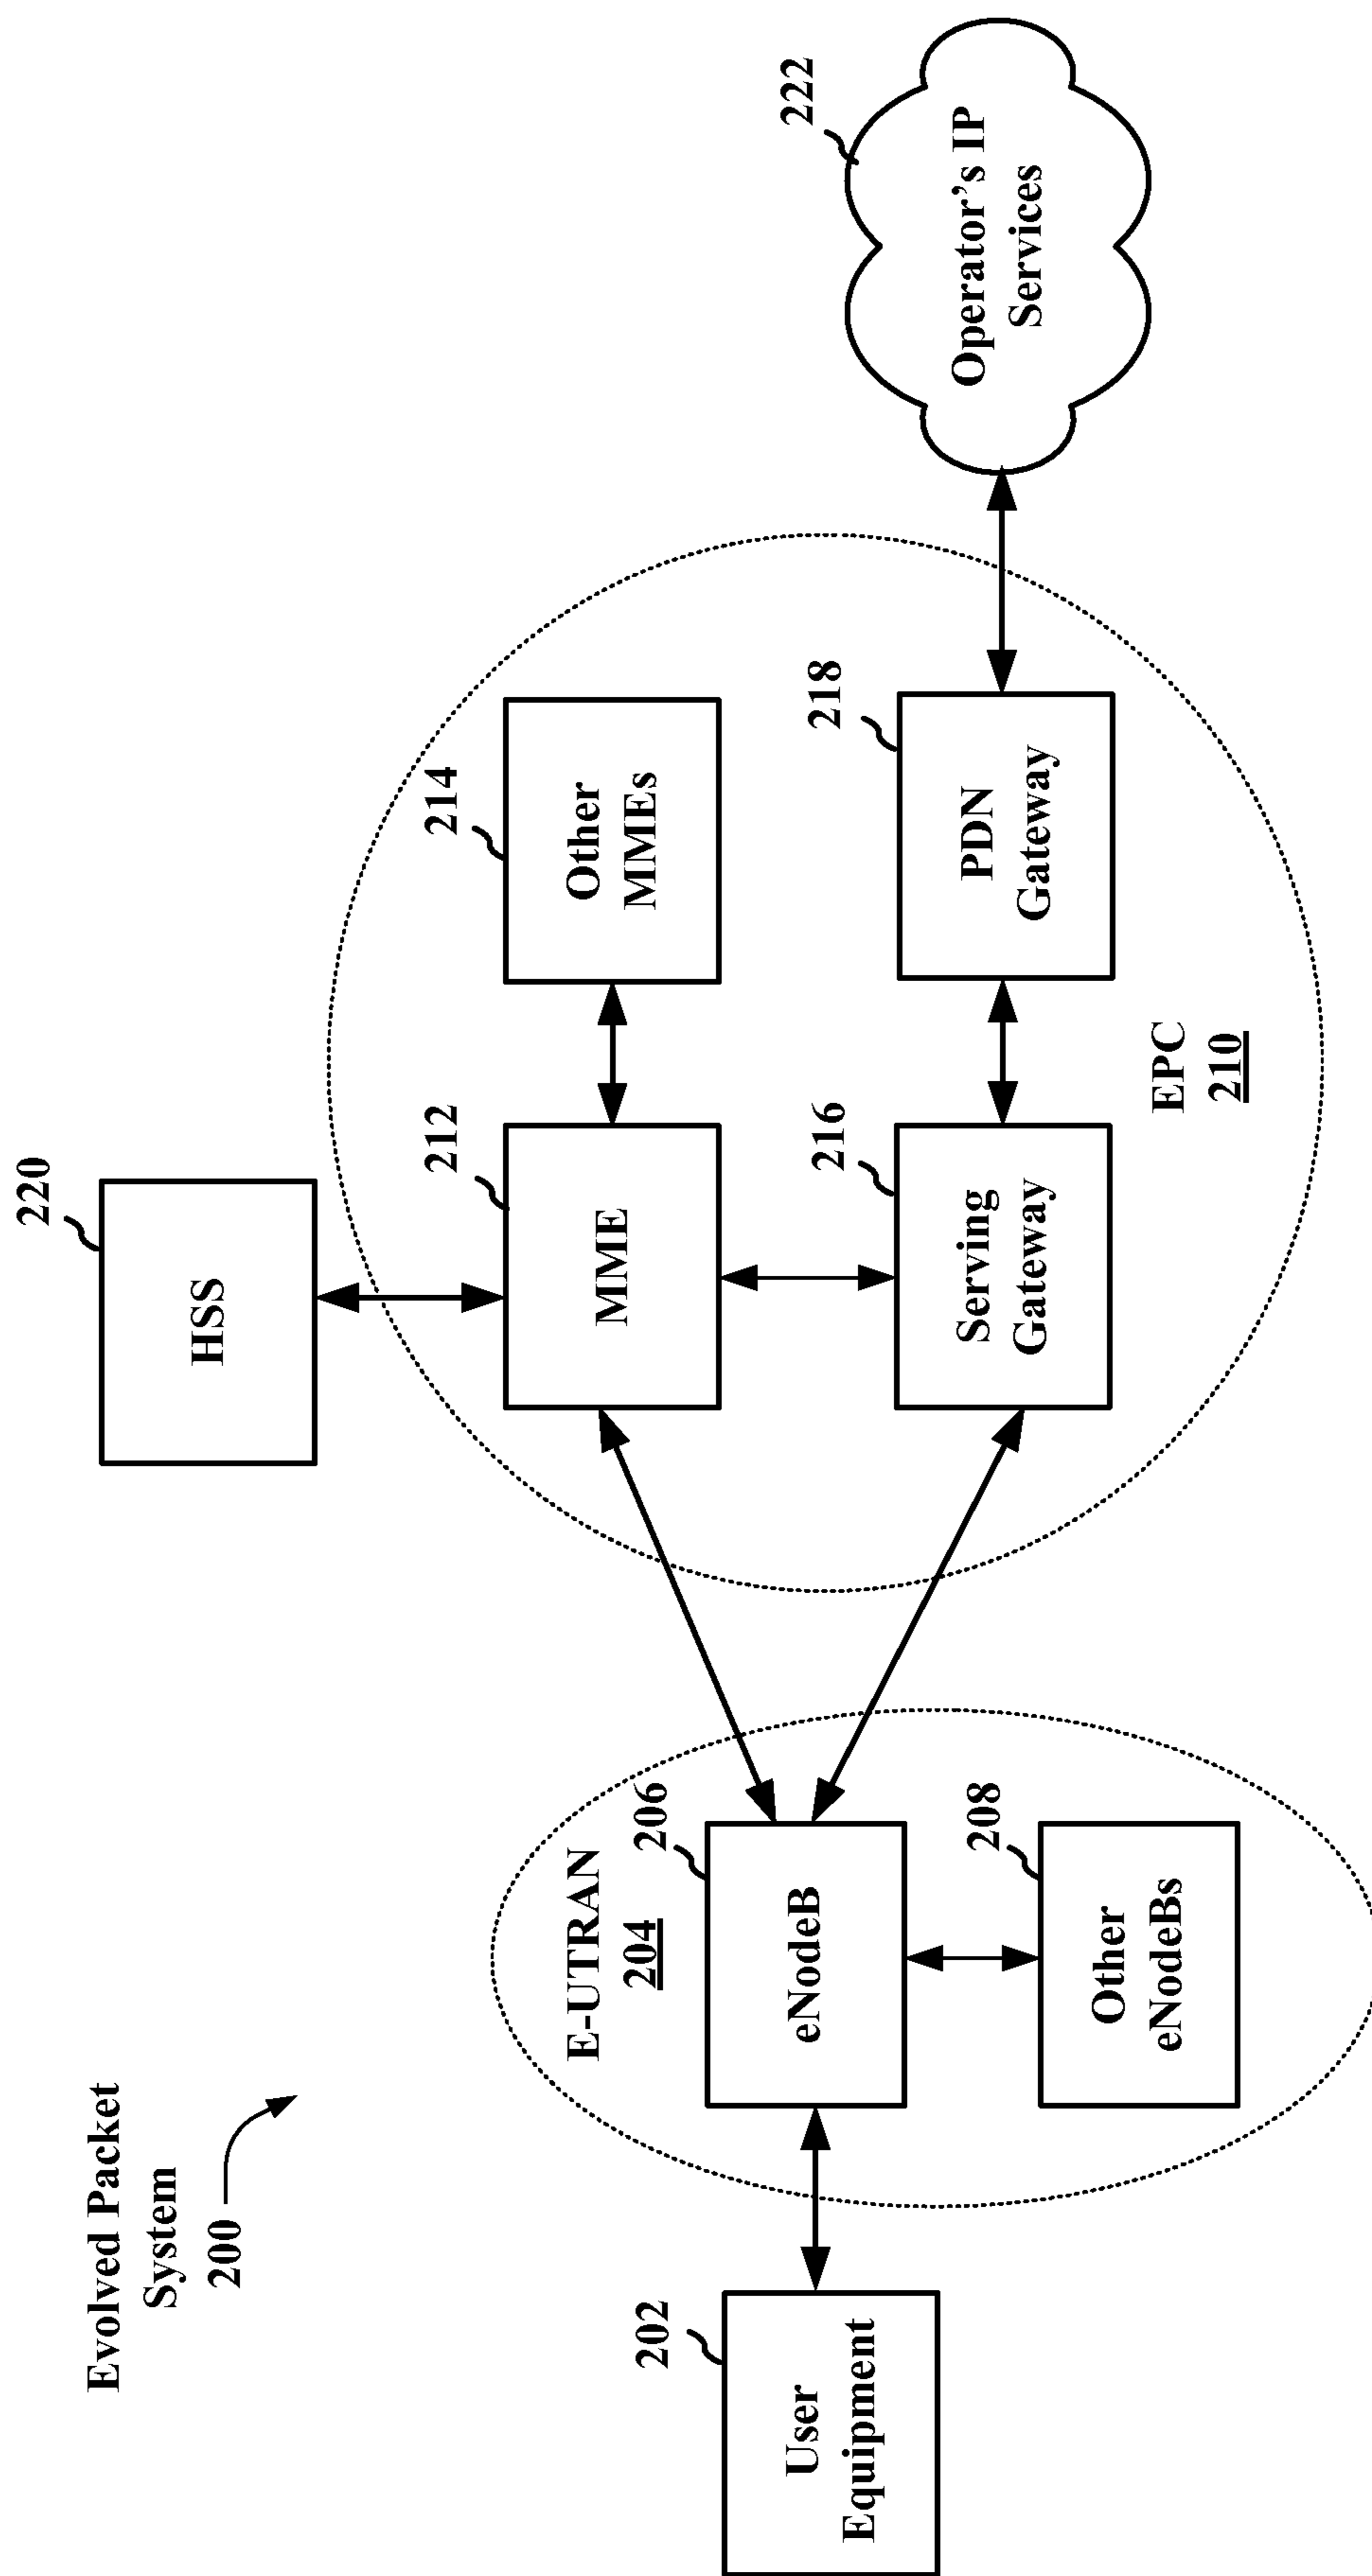 Evolved Packet
System
200
220
HSS
E-UTRAN
204
202
User
Equipment
206
eNodeB
208
Other
eNodeBs
212
MME
214
Other
MMEs
216
Serving
Gateway
218
PDN
Gateway
EPC
210
222
Operator’s IP
Services